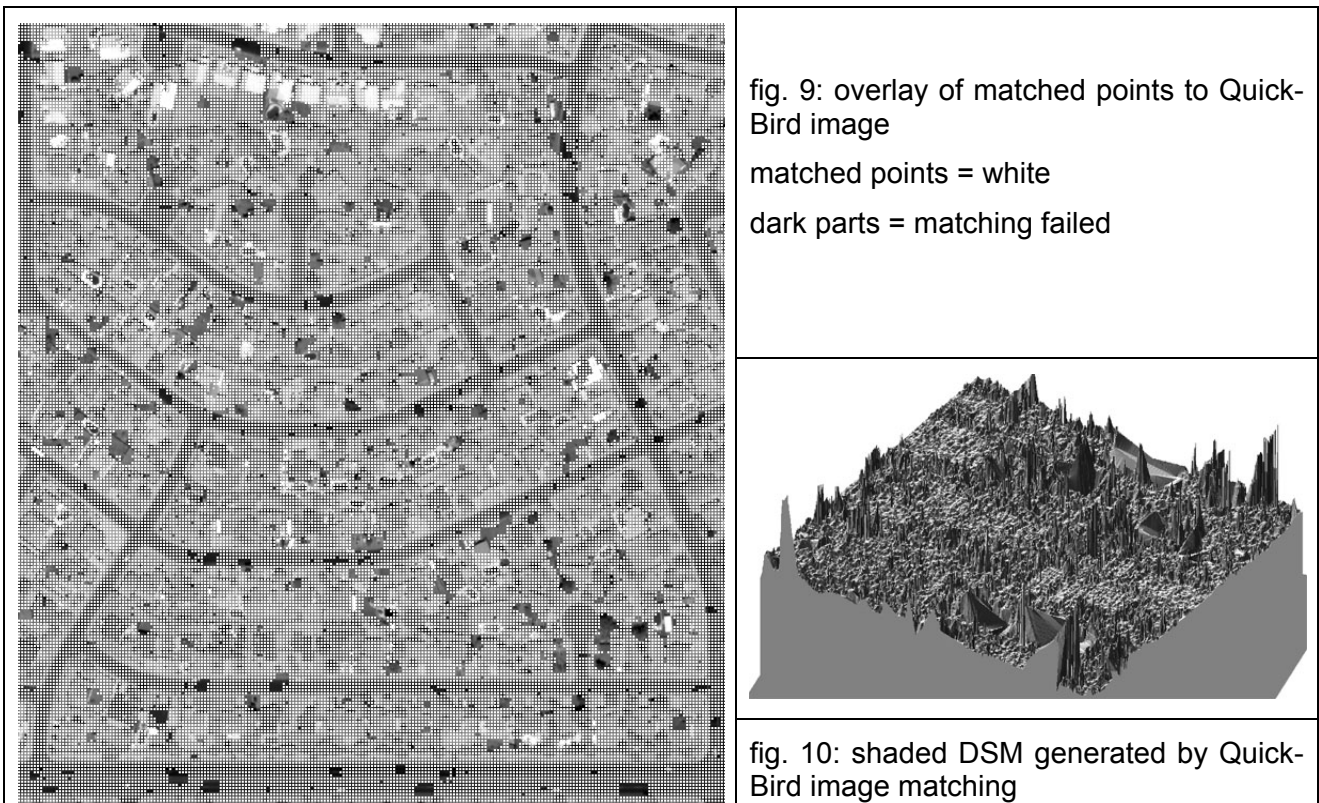 fig. 9: overlay of matched points to Quick-
Bird image
matched points = white
dark parts = matching failed
fig. 10: shaded DSM generated by Quick-
Bird image matching